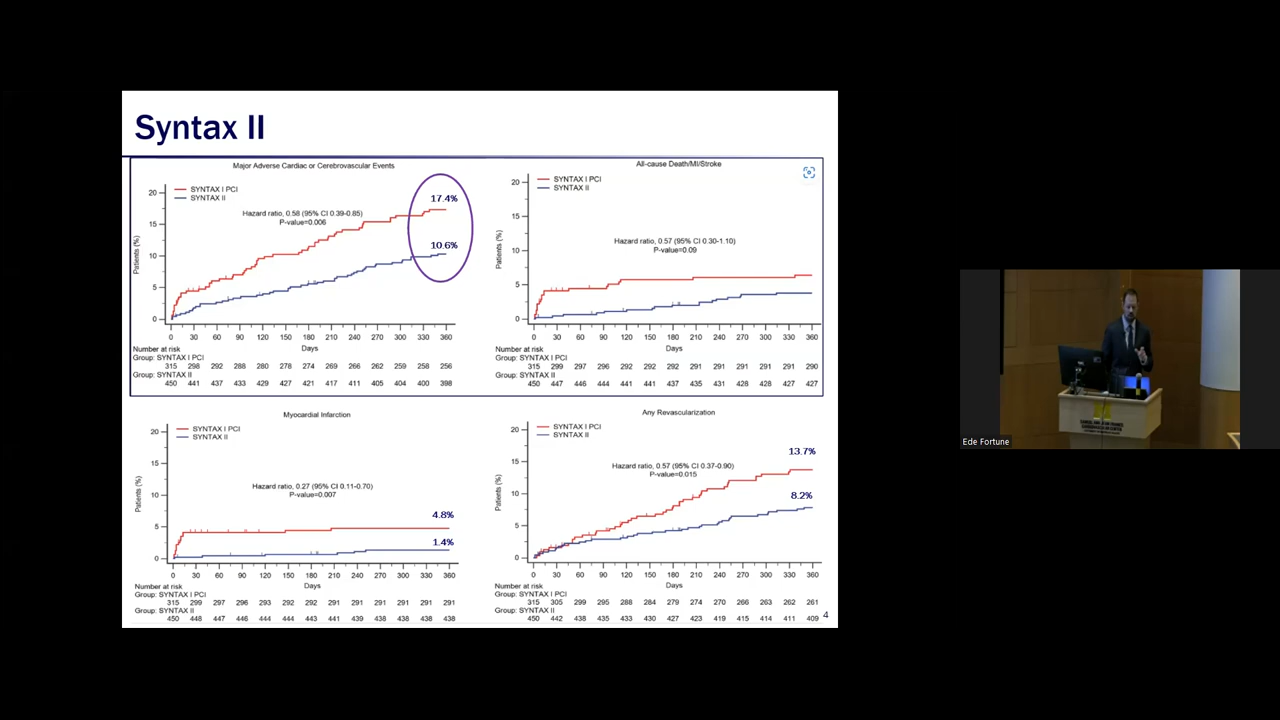 Syntax II
Major Adverse Cardiac or Cerebrovascular Events
SYNTAX I PCI
SYNTAX II
Hazard ratio, 0.58 (95% CI 0.39-0.85)
P-value=0.006
17.4%
10.6%
Patients (%)
20
15
10
5
0
0 30 60 90 120 150 180 210 240 270 300 330 360
Days
Number at risk
Group: SYNTAX I PCI
315 298 292 288 280 278 274 269 266 262 259 258 256
Group: SYNTAX II
450 441 437 433 429 427 421 417 411 405 404 400 398
All-cause Death/MI/Stroke
SYNTAX I PCI
SYNTAX II
Hazard ratio, 0.57 (95% CI 0.30-1.10)
P-value=0.09
Patients (%)
20
15
10
5
0
0 30 60 90 120 150 180 210 240 270 300 330 360
Days
Number at risk
Group: SYNTAX I PCI
315 299 297 296 292 292 292 291 291 291 291 291 290
Group: SYNTAX II
450 447 446 444 441 441 437 435 431 428 428 427 427
Myocardial Infarction
SYNTAX I PCI
SYNTAX II
Hazard ratio, 0.27 (95% CI 0.11-0.70)
P-value=0.007
4.8%
1.4%
Patients (%)
20
15
10
5
0
0 30 60 90 120 150 180 210 240 270 300 330 360
Days
Number at risk
Group: SYNTAX I PCI
315 299 297 296 293 292 292 291 291 291 291 291 291
Group: SYNTAX II
450 448 447 446 444 444 443 441 439 438 438 438 438
Any Revascularization
SYNTAX I PCI
SYNTAX II
Hazard ratio, 0.57 (95% CI 0.37-0.90)
P-value=0.015
13.7%
8.2%
Patients (%)
20
15
10
5
0
0 30 60 90 120 150 180 210 240 270 300 330 360
Days
Number at risk
Group: SYNTAX I PCI
315 305 299 295 288 284 279 274 270 266 263 262 261
Group: SYNTAX II
450 442 438 435 433 430 427 423 419 415 414 411 409
4
Ede Fortune